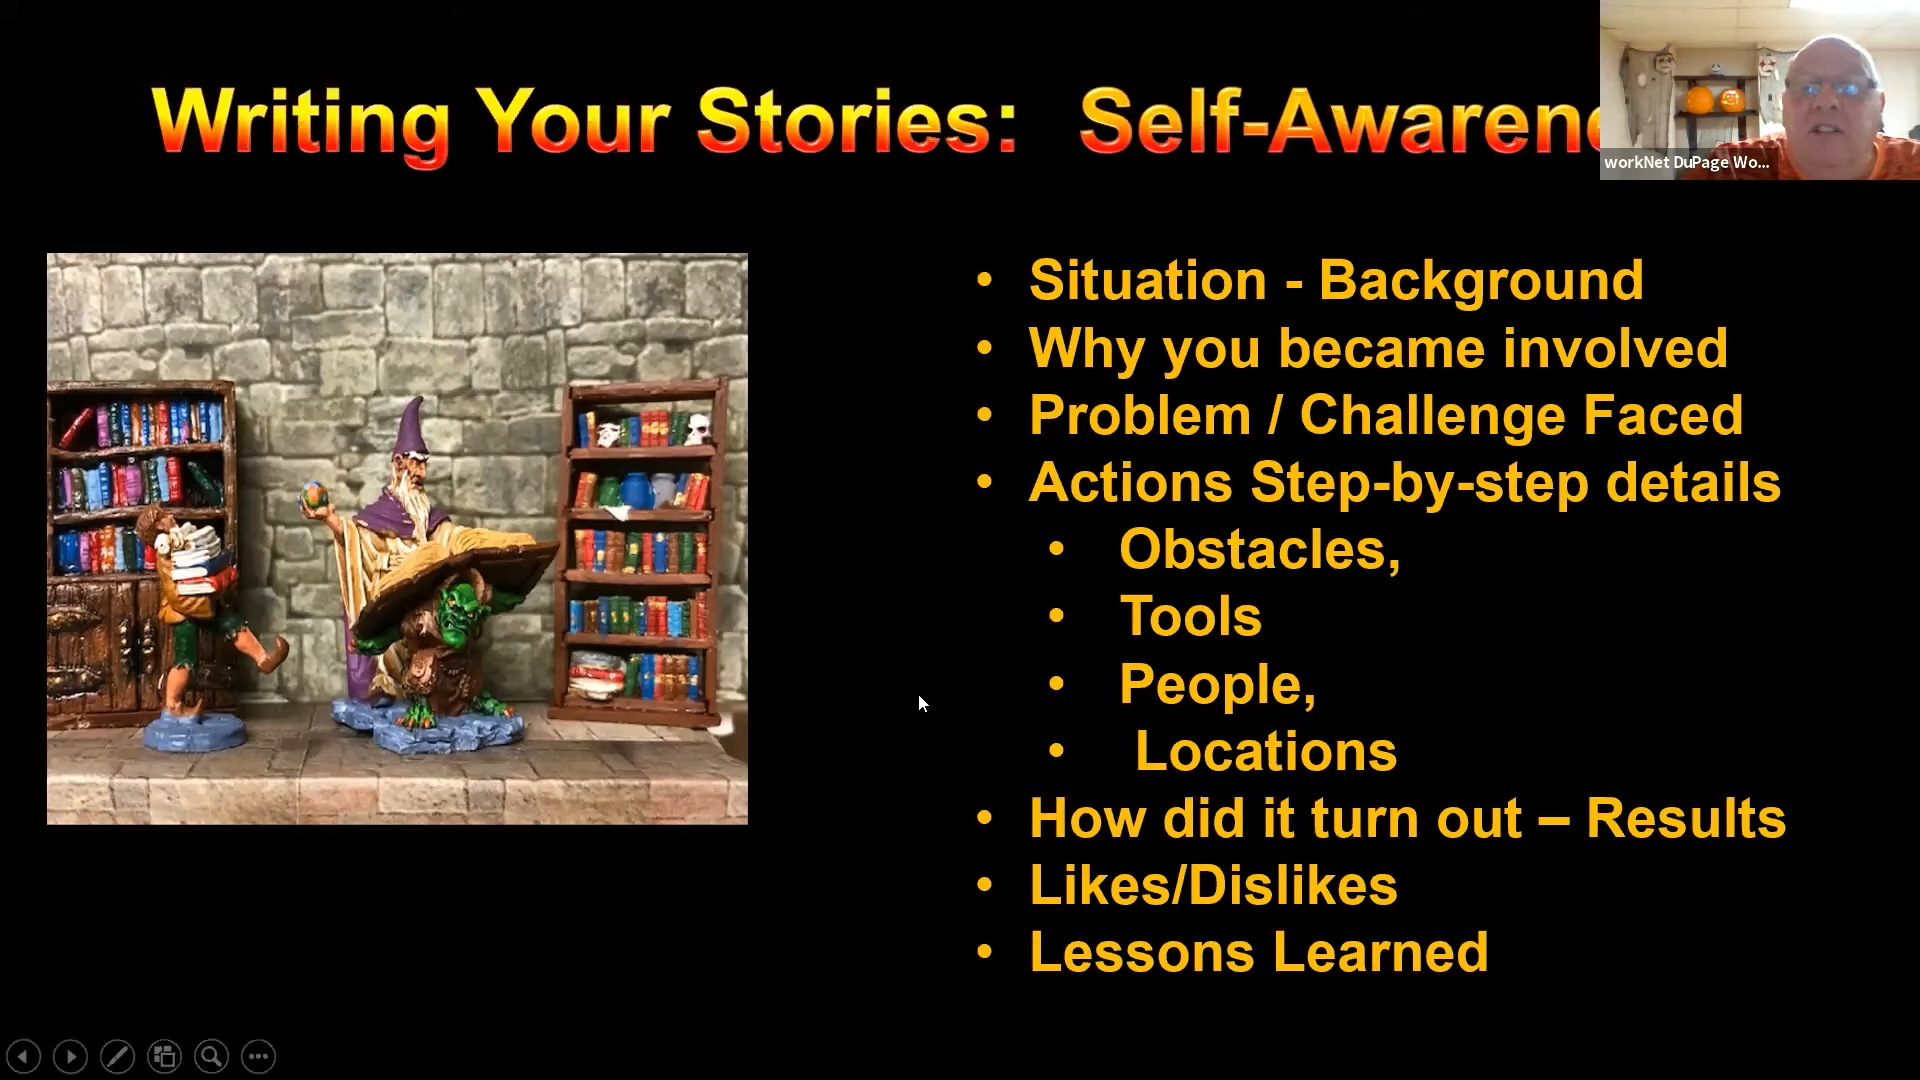 Writing Your Stories: Self-Awaren
workNet DuPage Wo...
• Situation - Background
• Why you became involved
• Problem / Challenge Faced
• Actions Step-by-step details
• Obstacles,
• Tools
• People,
• Locations
• How did it turn out – Results
• Likes/Dislikes
• Lessons Learned